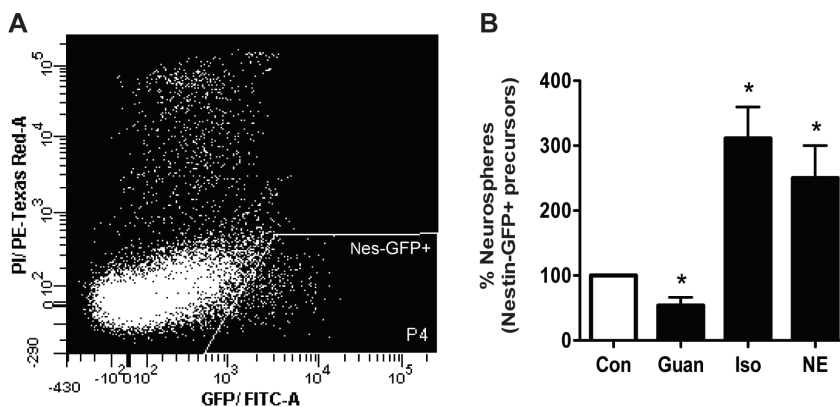 A
PI/ PE-Texas Red-A
10^5
10^4
10^3
10^2
0
-290
Nes-GFP+
P4
-430
-10^2 0 10^2
10^3
10^4
10^5
GFP/ FITC-A
B
% Neurospheres
(Nestin-GFP+ precursors)
400
300
200
100
0
*
*
*
Con Guan Iso NE